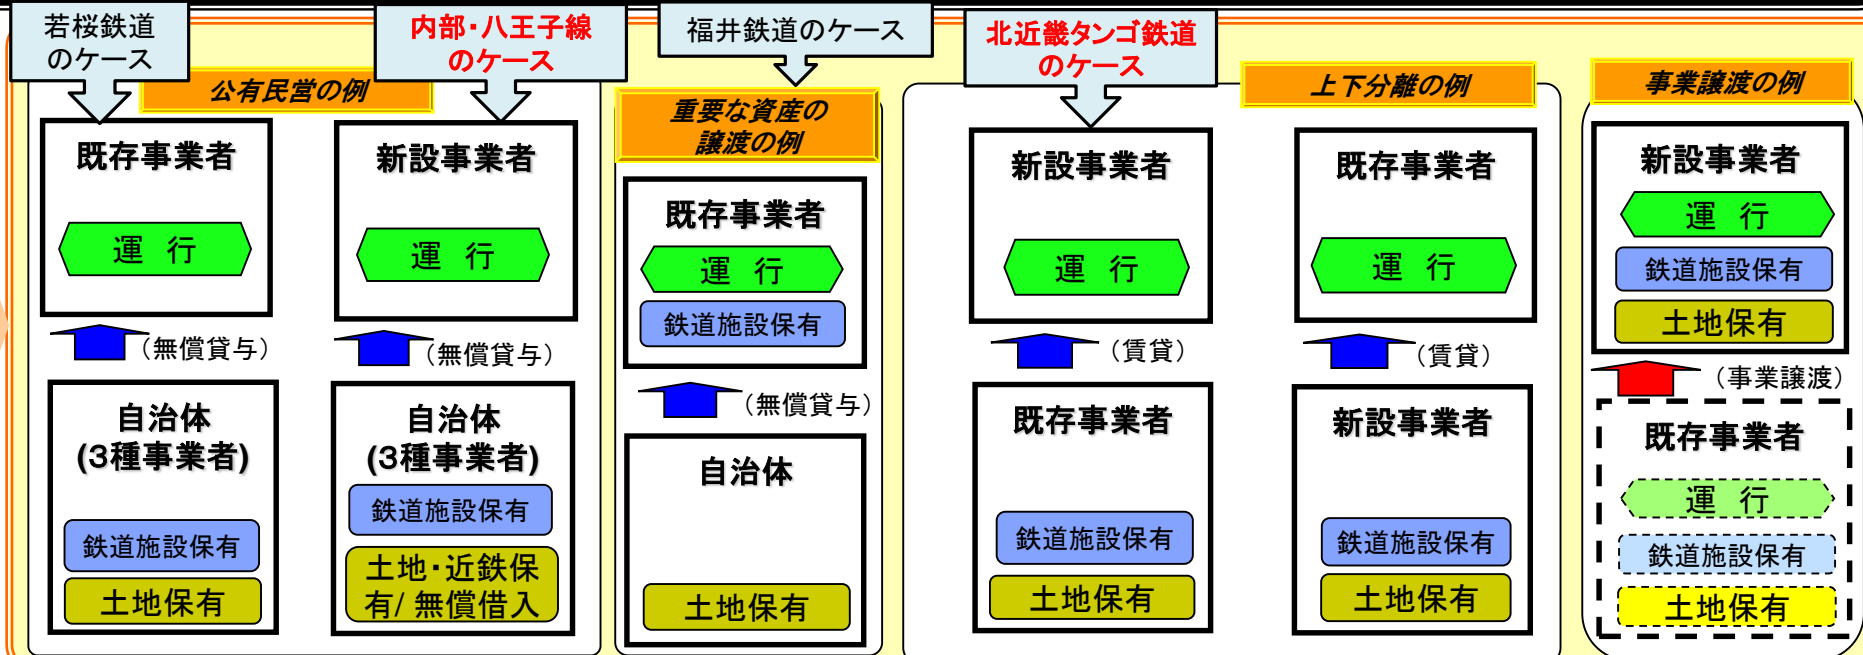 若桜鉄道
のケース
内部・八王子線
のケース
福井鉄道のケース
北近畿タンゴ鉄道
のケース
公有民営の例
重要な資産の
譲渡の例
上下分離の例
事業譲渡の例
既存事業者
運 行
(無償貸与)
自治体
(3種事業者)
鉄道施設保有
土地保有
新設事業者
運 行
(無償貸与)
自治体
(3種事業者)
鉄道施設保有
土地・近鉄保
有/ 無償借入
既存事業者
運 行
鉄道施設保有
(無償貸与)
自治体
土地保有
新設事業者
運 行
(賃貸)
既存事業者
鉄道施設保有
土地保有
既存事業者
運 行
(賃貸)
新設事業者
鉄道施設保有
土地保有
新設事業者
運 行
鉄道施設保有
土地保有
(事業譲渡)
既存事業者
運 行
鉄道施設保有
土地保有